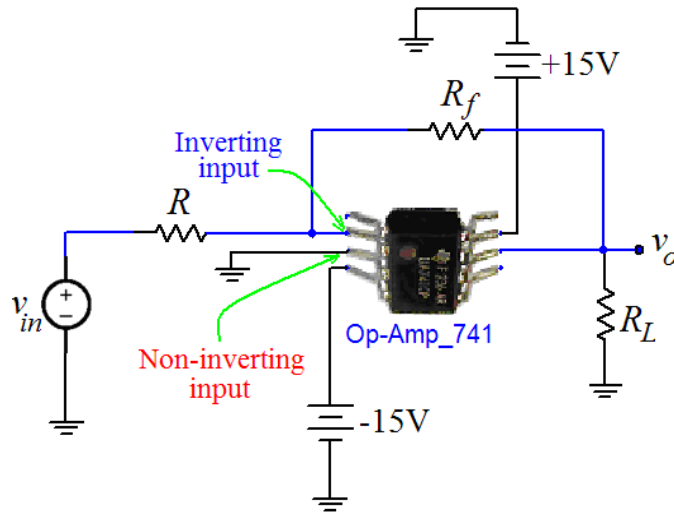 +15V
R_f
Inverting
input
R
v_o
v_in
Op-Amp_741
R_L
Non-inverting
input
-15V
+
−